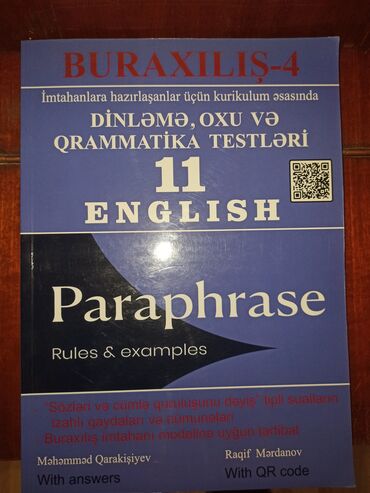 BURAXILIŞ-4
İmtahanlara hazırlaşanlar üçün kurikulum əsasında
DİNLƏMƏ, OXU VƏ
QRAMMATİKA TESTLƏRİ
11
ENGLISH
Paraphrase
Rules & examples
- "Sözləri və cümlə quruluşunu dəyiş" tipli sualların
izahlı qaydaları və nümunələri
- Buraxılış imtahanı modelinə uyğun tərtibat
Məhəmməd Qarakişiyev
Raqif Mərdanov
With answers
With QR code